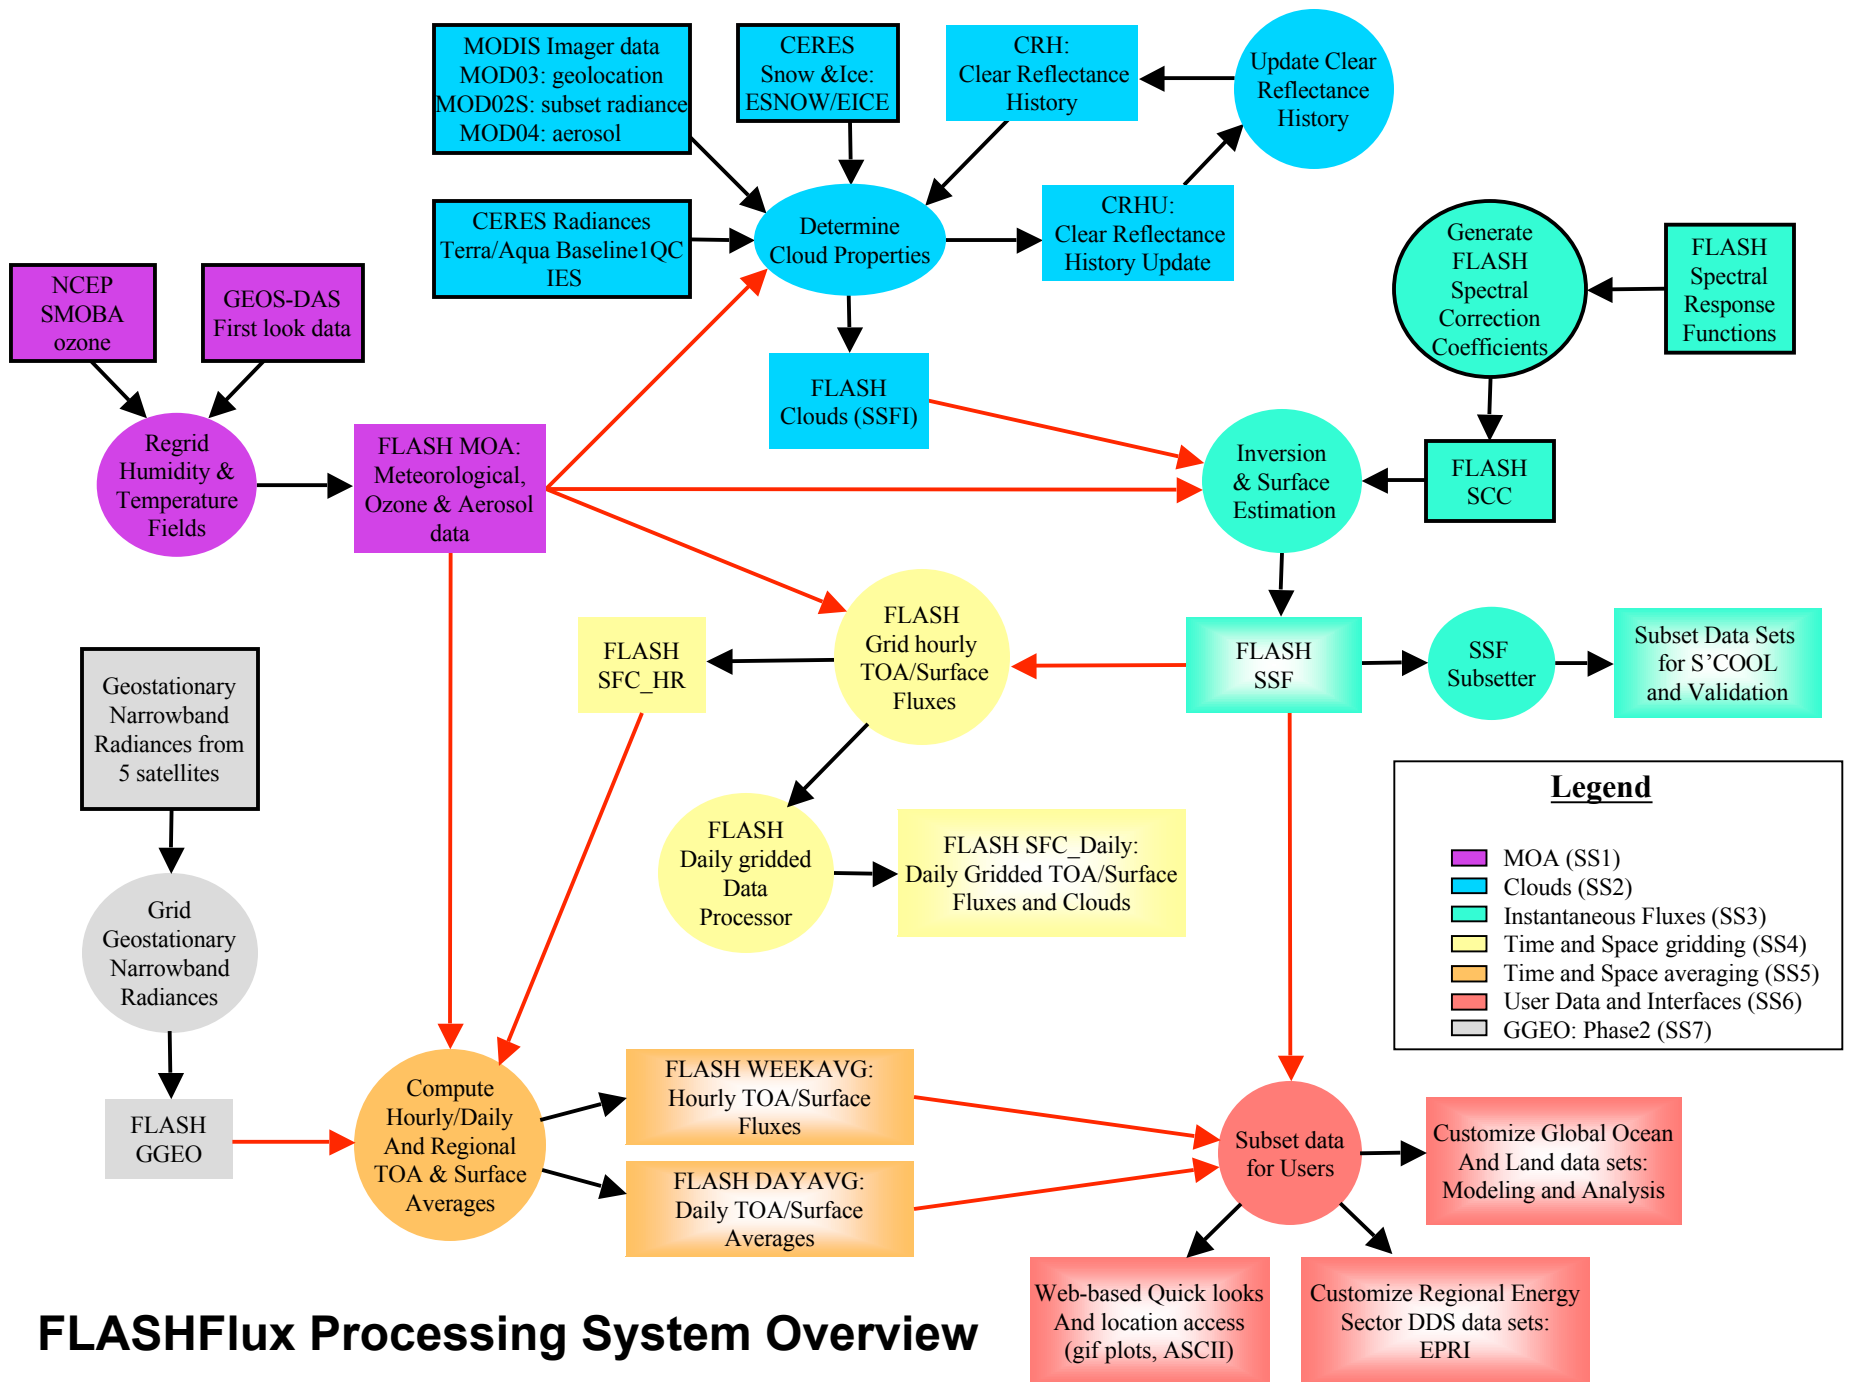 MODIS Imager data
MOD03: geolocation
MOD02S: subset radiance
MOD04: aerosol
CERES
Snow &Ice:
ESNOW/EICE
CRH:
Clear Reflectance
History
Update Clear
Reflectance
History
CERES Radiances
Terra/Aqua Baseline1QC
IES
Determine
Cloud Properties
CRHU:
Clear Reflectance
History Update
Generate
FLASH
Spectral
Correction
Coefficients
FLASH
Spectral
Response
Functions
NCEP
SMOBA
ozone
GEOS-DAS
First look data
FLASH
Clouds (SSFI)
Regrid
Humidity &
Temperature
Fields
FLASH MOA:
Meteorological,
Ozone & Aerosol
data
Inversion
& Surface
Estimation
FLASH
SCC
FLASH
SFC_HR
FLASH
Grid hourly
TOA/Surface
Fluxes
FLASH
SSF
SSF
Subsetter
Subset Data Sets
for S’COOL
and Validation
Geostationary
Narrowband
Radiances from
5 satellites
FLASH
Daily gridded
Data
Processor
FLASH SFC_Daily:
Daily Gridded TOA/Surface
Fluxes and Clouds
Legend
MOA (SS1)
Clouds (SS2)
Instantaneous Fluxes (SS3)
Time and Space gridding (SS4)
Time and Space averaging (SS5)
User Data and Interfaces (SS6)
GGEO: Phase2 (SS7)
Grid
Geostationary
Narrowband
Radiances
FLASH
GGEO
Compute
Hourly/Daily
And Regional
TOA & Surface
Averages
FLASH WEEKAVG:
Hourly TOA/Surface
Fluxes
FLASH DAYAVG:
Daily TOA/Surface
Averages
Subset data
for Users
Customize Global Ocean
And Land data sets:
Modeling and Analysis
Web-based Quick looks
And location access
(gif plots, ASCII)
Customize Regional Energy
Sector DDS data sets:
EPRI
FLASHFlux Processing System Overview